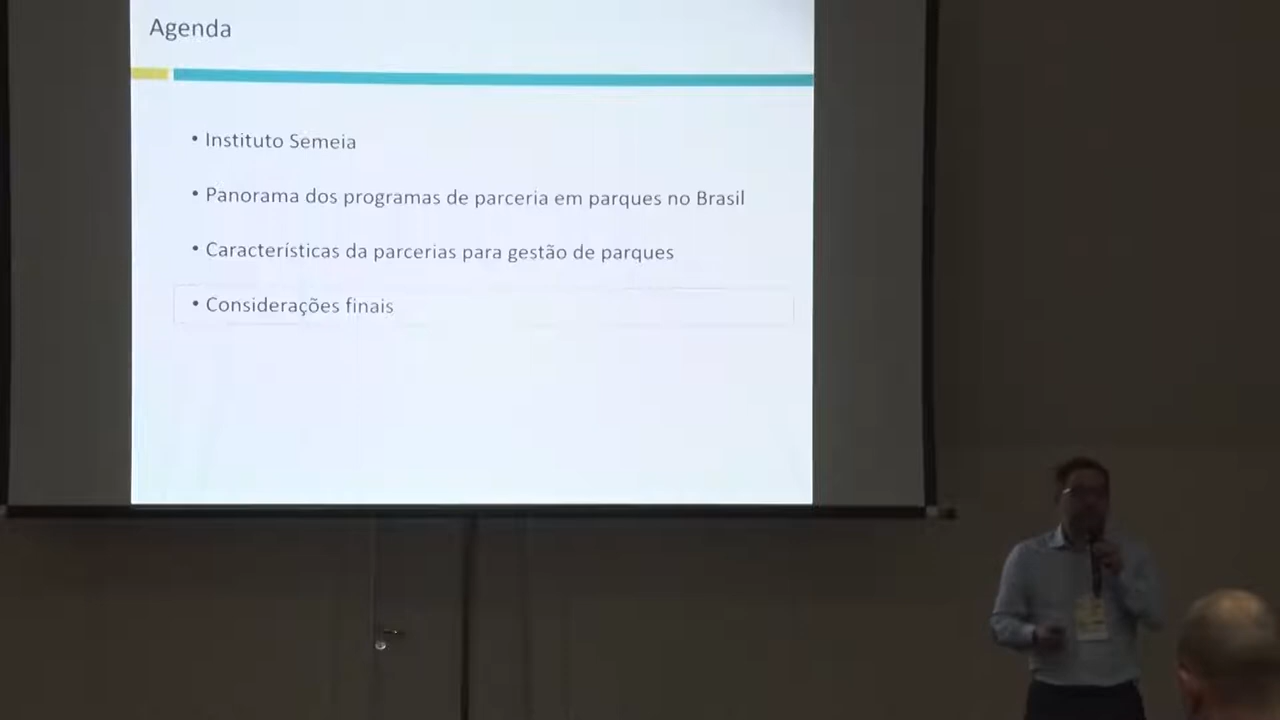 Agenda
• Instituto Semeia
• Panorama dos programas de parceria em parques no Brasil
• Características da parcerias para gestão de parques
• Considerações finais